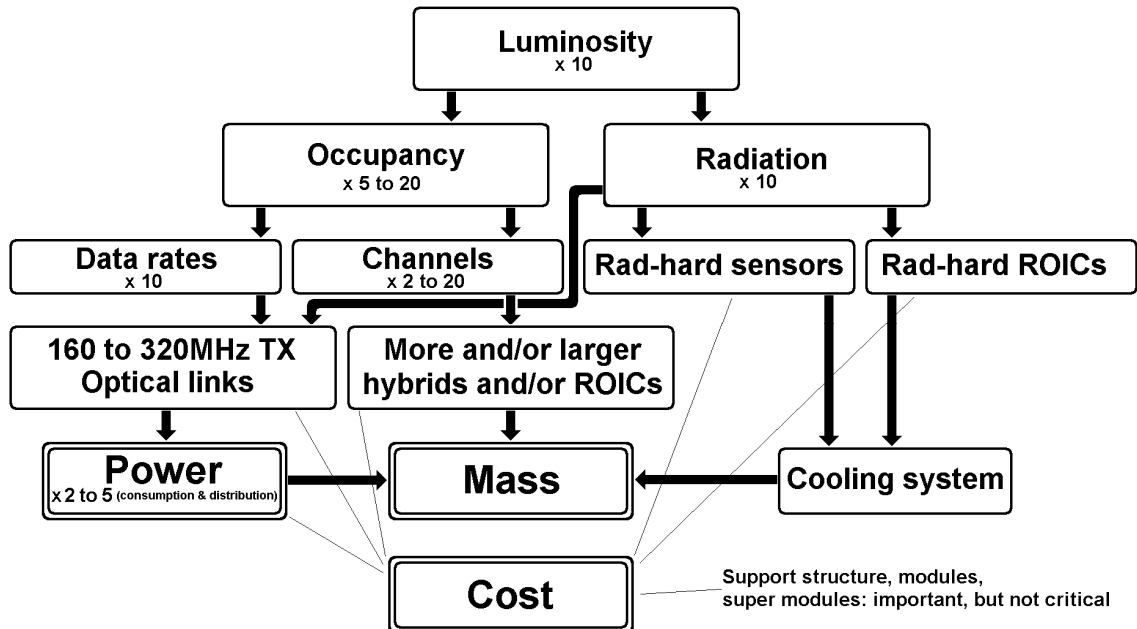 Luminosity
x 10
Occupancy
x 5 to 20
Radiation
x 10
Data rates
x 10
Channels
x 2 to 20
Rad-hard sensors
Rad-hard ROICs
160 to 320MHz TX
Optical links
More and/or larger
hybrids and/or ROICs
Power
x 2 to 5 (consumption & distribution)
Mass
Cooling system
Cost
Support structure, modules,
super modules: important, but not critical